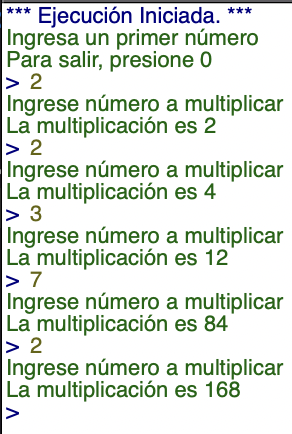 *** Ejecución Iniciada. ***
Ingresa un primer número
Para salir, presione 0
> 2
Ingrese número a multiplicar
La multiplicación es 2
> 2
Ingrese número a multiplicar
La multiplicación es 4
> 3
Ingrese número a multiplicar
La multiplicación es 12
> 7
Ingrese número a multiplicar
La multiplicación es 84
> 2
Ingrese número a multiplicar
La multiplicación es 168
>